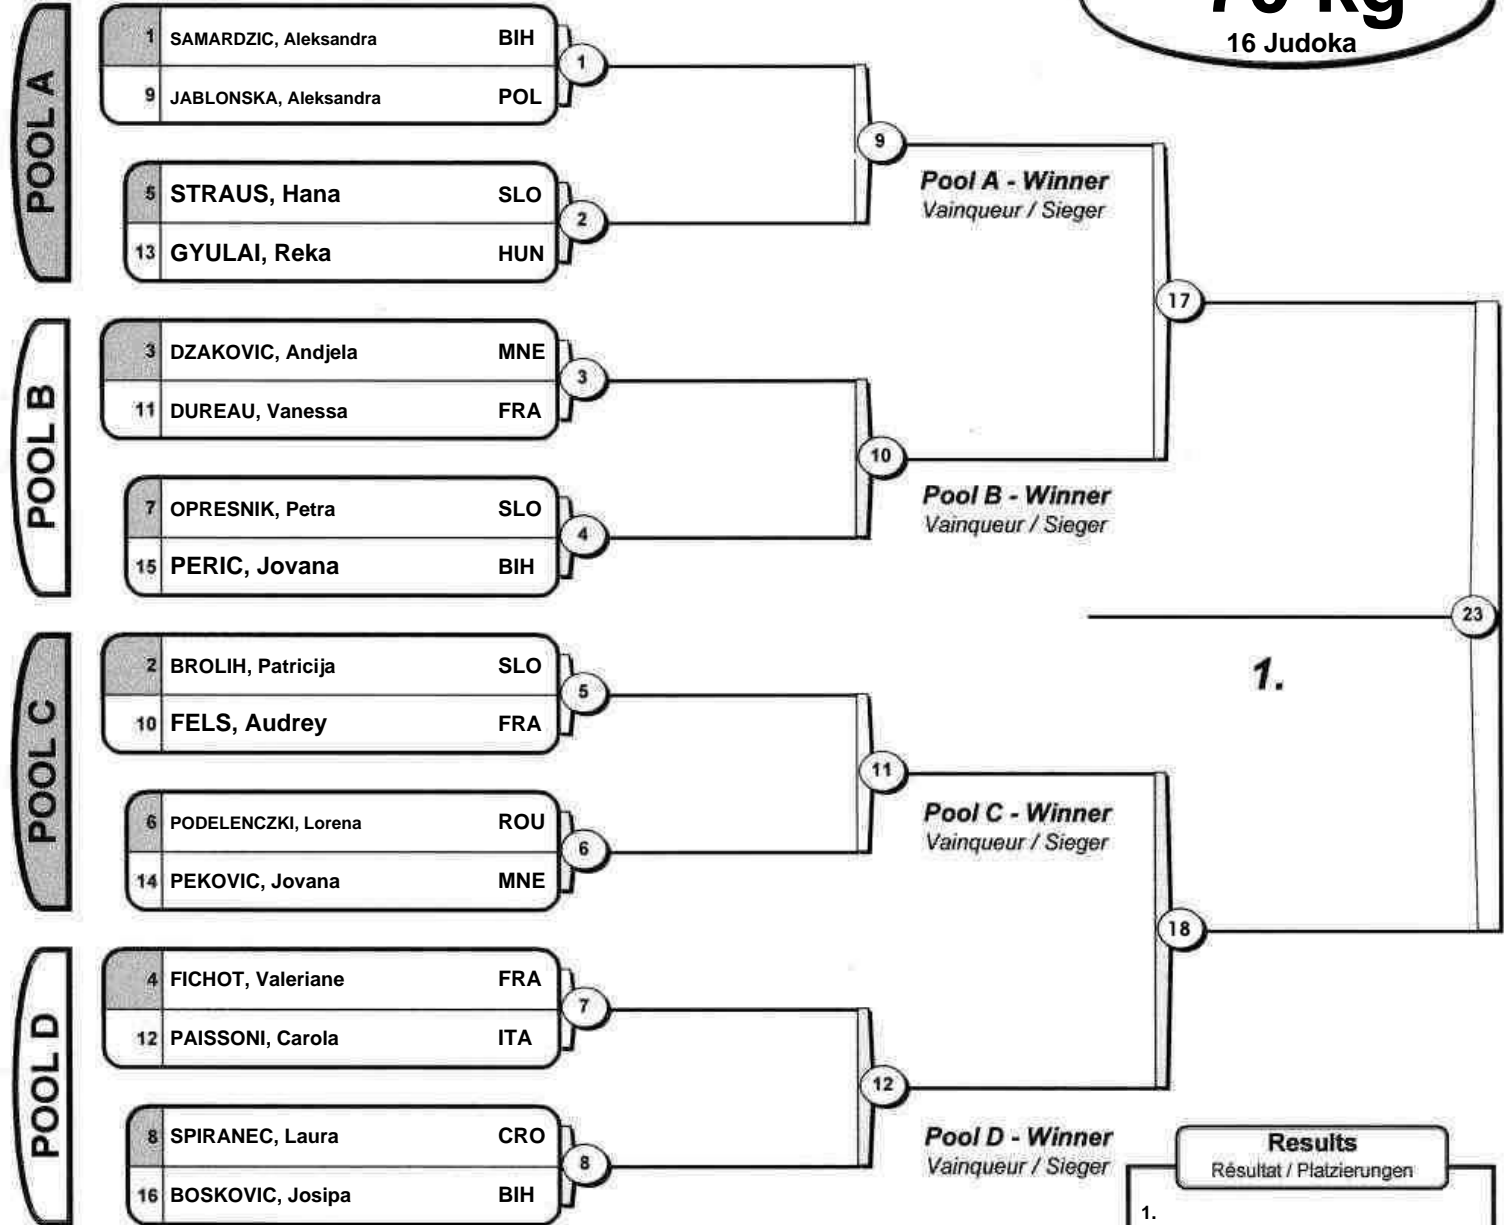 70 kg
16 Judoka
POOL A
1 SAMARDZIC, Aleksandra BIH
9 JABLONSKA, Aleksandra POL
1
5 STRAUS, Hana SLO
13 GYULAI, Reka HUN
2
9
Pool A - Winner
Vainqueur / Sieger
POOL B
3 DZAKOVIC, Andjela MNE
11 DUREAU, Vanessa FRA
3
7 OPRESNIK, Petra SLO
15 PERIC, Jovana BIH
4
10
Pool B - Winner
Vainqueur / Sieger
17
POOL C
2 BROLIH, Patricija SLO
10 FELS, Audrey FRA
5
6 PODELENCZKI, Lorena ROU
14 PEKOVIC, Jovana MNE
6
11
Pool C - Winner
Vainqueur / Sieger
23
1.
POOL D
4 FICHOT, Valeriane FRA
12 PAISSONI, Carola ITA
7
8 SPIRANEC, Laura CRO
16 BOSKOVIC, Josipa BIH
8
12
Pool D - Winner
Vainqueur / Sieger
18
Results
Résultat / Platzierungen
1.